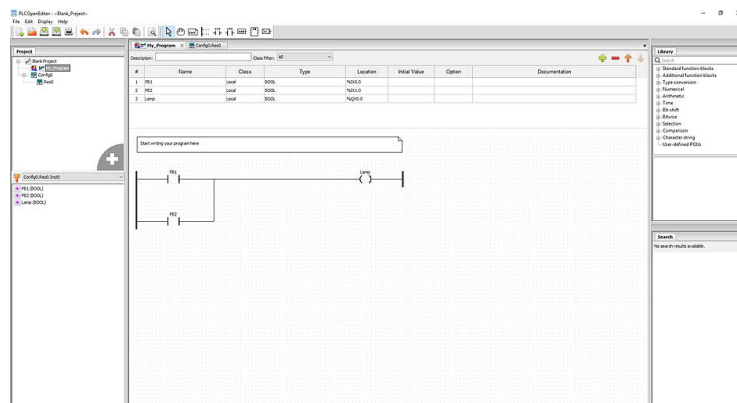 PLCOpenEditor - ~Blank_Project~
File Edit Display Help
Project
Blank Project
My_Program
Config0
Res0
Config0.Res0.Inst0
PB1 (BOOL)
PB2 (BOOL)
Lamp (BOOL)
My_Program Config0.Res0
Description: Class Filter: All
# Name Class Type Location Initial Value Option Documentation
1 PB1 Local BOOL %IX0.0
2 PB2 Local BOOL
3 Lamp Local BOOL %QX0.0
Start writing your program here
PB1 Lamp
PB2
Library
Search
Standard function blocks
Additional function blocks
Type conversion
Numerical
Arithmetic
Time
Bit-shift
Bitwise
Selection
Comparison
Character string
User-defined POUs
Search
No search results available.